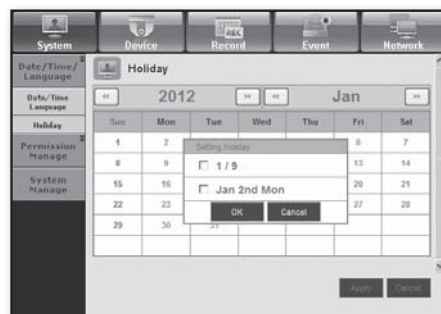 System Device Record Event Network
REC
Date/Time/
Language
Holiday
Date/Time
Language
<< 2012 >> << Jan >>
Holiday
Sun Mon Tue Wed Thu Fri Sat
1 2 6 7
Setting Holiday
Permission
Manage
8 9 1 / 9 13 14
System
Manage
15 16 Jan 2nd Mon 20 21
22 23 OK Cancel 27 28
29 30 31
Apply Cancel